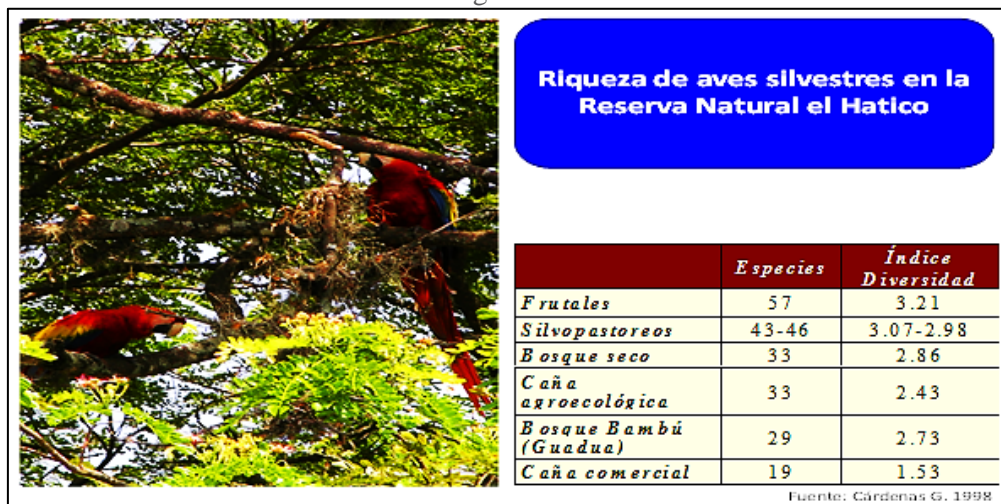 Riqueza de aves silvestres en la
Reserva Natural el Hatico
Especies Índice
Diversidad
Frutales 57 3.21
Silvopastoreos 43-46 3.07-2.98
Bosque seco 33 2.86
Caña
agroecológica 33 2.43
Bosque Bambú
(Guadua) 29 2.73
Caña comercial 19 1.53
Fuente: Cárdenas G. 1998